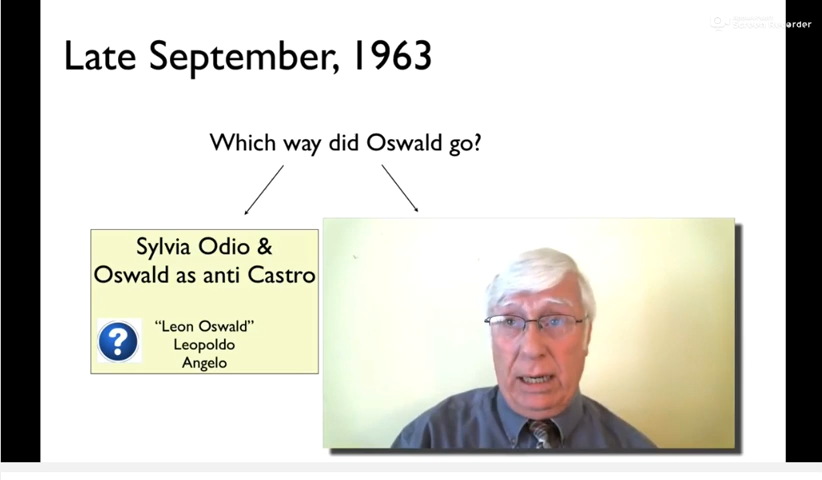 Late September, 1963
Which way did Oswald go?
Sylvia Odio &
Oswald as anti Castro
“Leon Oswald”
?
Leopoldo
Angelo